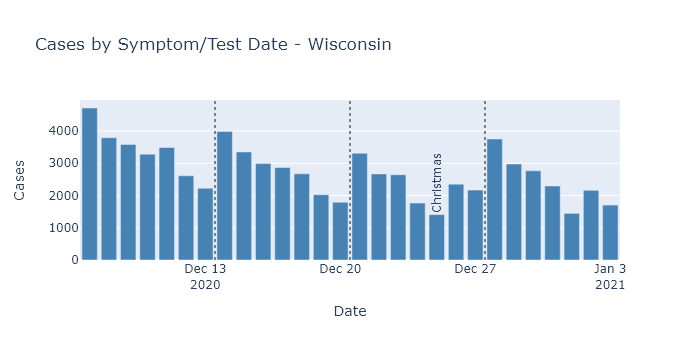 Cases by Symptom/Test Date - Wisconsin
Cases
4000
3000
2000
1000
0
Christmas
Dec 13
2020
Dec 20
Dec 27
Jan 3
2021
Date